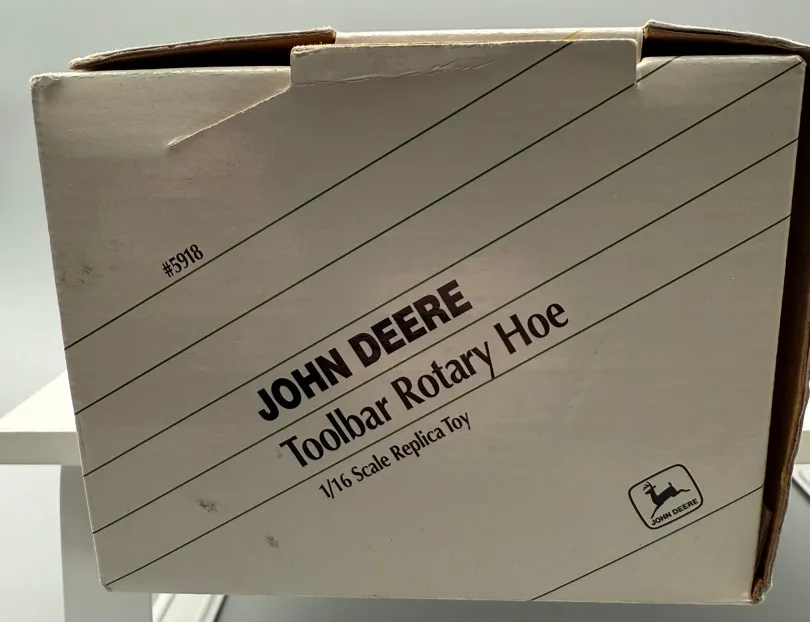 #5918
JOHN DEERE
Toolbar Rotary Hoe
1/16 Scale Replica Toy
JOHN DEERE